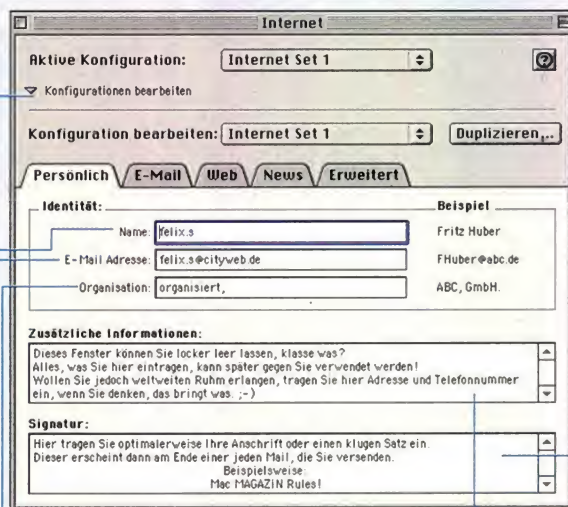 Internet
Aktive Konfiguration: Internet Set 1
Konfigurationen bearbeiten
Konfiguration bearbeiten: Internet Set 1 Duplizieren...
Persönlich E-Mail Web News Erweitert
Identität: Beispiel
Name: felix.s Fritz Huber
E-Mail Adresse: felix.s@cityweb.de FHuber@abc.de
Organisation: organisiert, ABC, GmbH.
Zusätzliche Informationen:
Dieses Fenster können Sie locker leer lassen, klasse was?
Alles, was Sie hier eintragen, kann später gegen Sie verwendet werden!
Wollen Sie jedoch weltweiten Ruhm erlangen, tragen Sie hier Adresse und Telefonnummer
ein, wenn Sie denken, das bringt was. ;-)
Signatur:
Hier tragen Sie optimalerweise Ihre Anschrift oder einen klugen Satz ein.
Dieser erscheint dann am Ende einer jeden Mail, die Sie versenden.
Beispielsweise:
Mac MAGAZiN Rules!